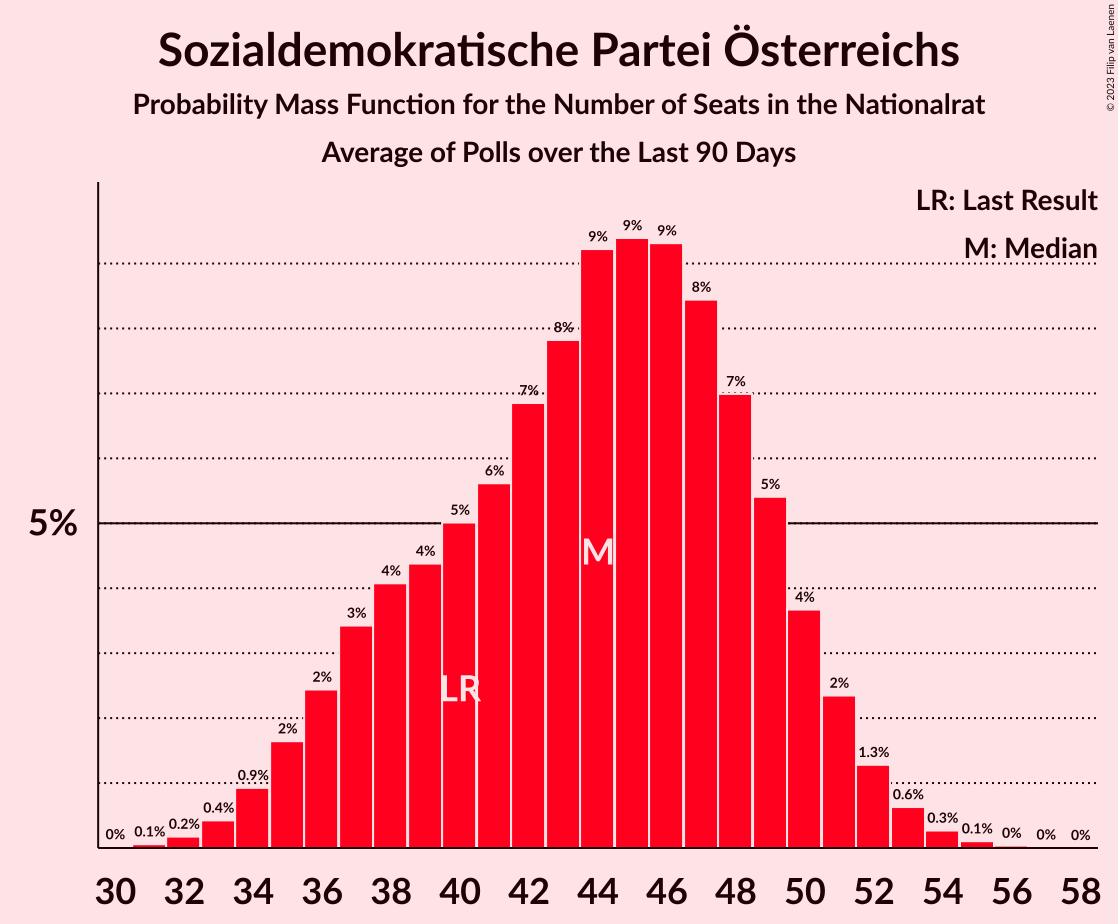 Sozialdemokratische Partei Österreichs
Probability Mass Function for the Number of Seats in the Nationalrat
Average of Polls over the Last 90 Days
© 2023 Filip van Laenen
LR: Last Result
M: Median
5%
0% 0.1% 0.2% 0.4% 0.9% 2% 2% 3% 4% 4% 5% 6% 7% 8% 9% 9% 9% 8% 7% 5% 4% 2% 1.3% 0.6% 0.3% 0.1% 0% 0% 0%
M
LR
30 32 34 36 38 40 42 44 46 48 50 52 54 56 58